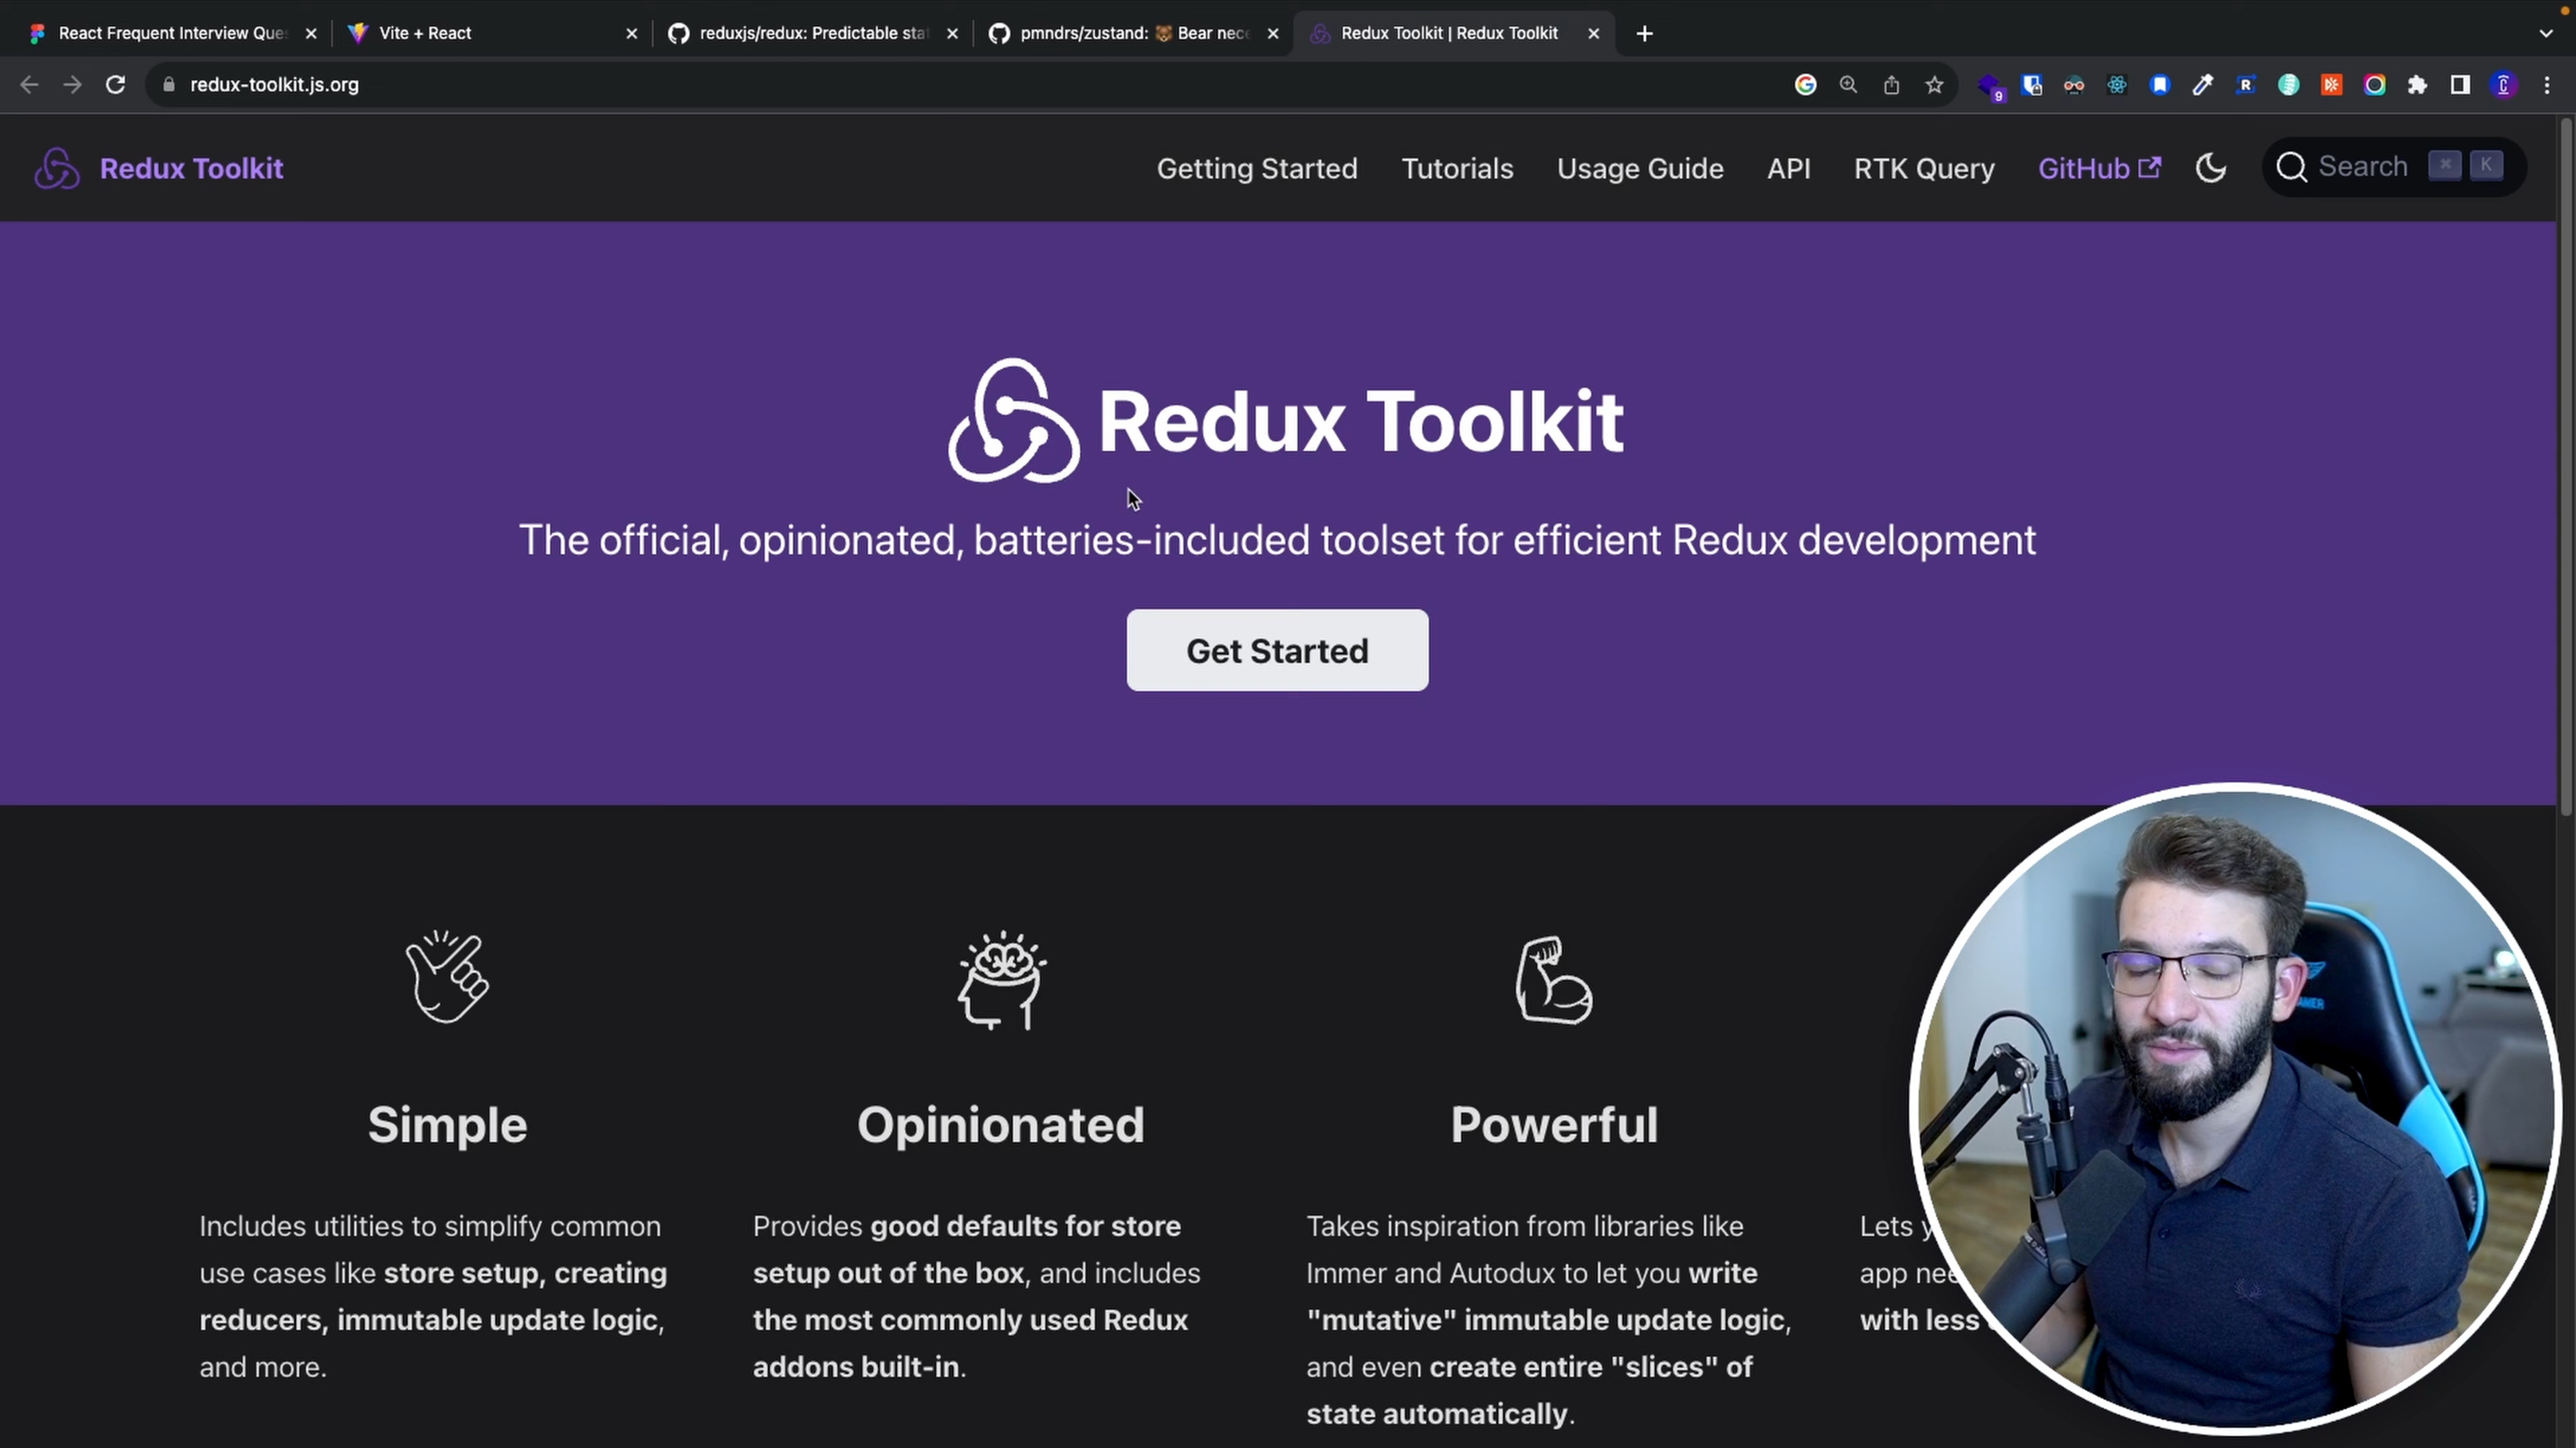 React Frequent Interview Ques
Vite + React
reduxjs/redux: Predictable stat
pmndrs/zustand: 🐻 Bear nece
Redux Toolkit | Redux Toolkit
redux-toolkit.js.org
9
Redux Toolkit
Getting Started
Tutorials
Usage Guide
API
RTK Query
GitHub
Search
⌘ K
Redux Toolkit
The official, opinionated, batteries-included toolset for efficient Redux development
Get Started
Simple
Includes utilities to simplify common
use cases like store setup, creating
reducers, immutable update logic,
and more.
Opinionated
Provides good defaults for store
setup out of the box, and includes
the most commonly used Redux
addons built-in.
Powerful
Takes inspiration from libraries like
Immer and Autodux to let you write
"mutative" immutable update logic,
and even create entire "slices" of
state automatically.
Lets
app
with less